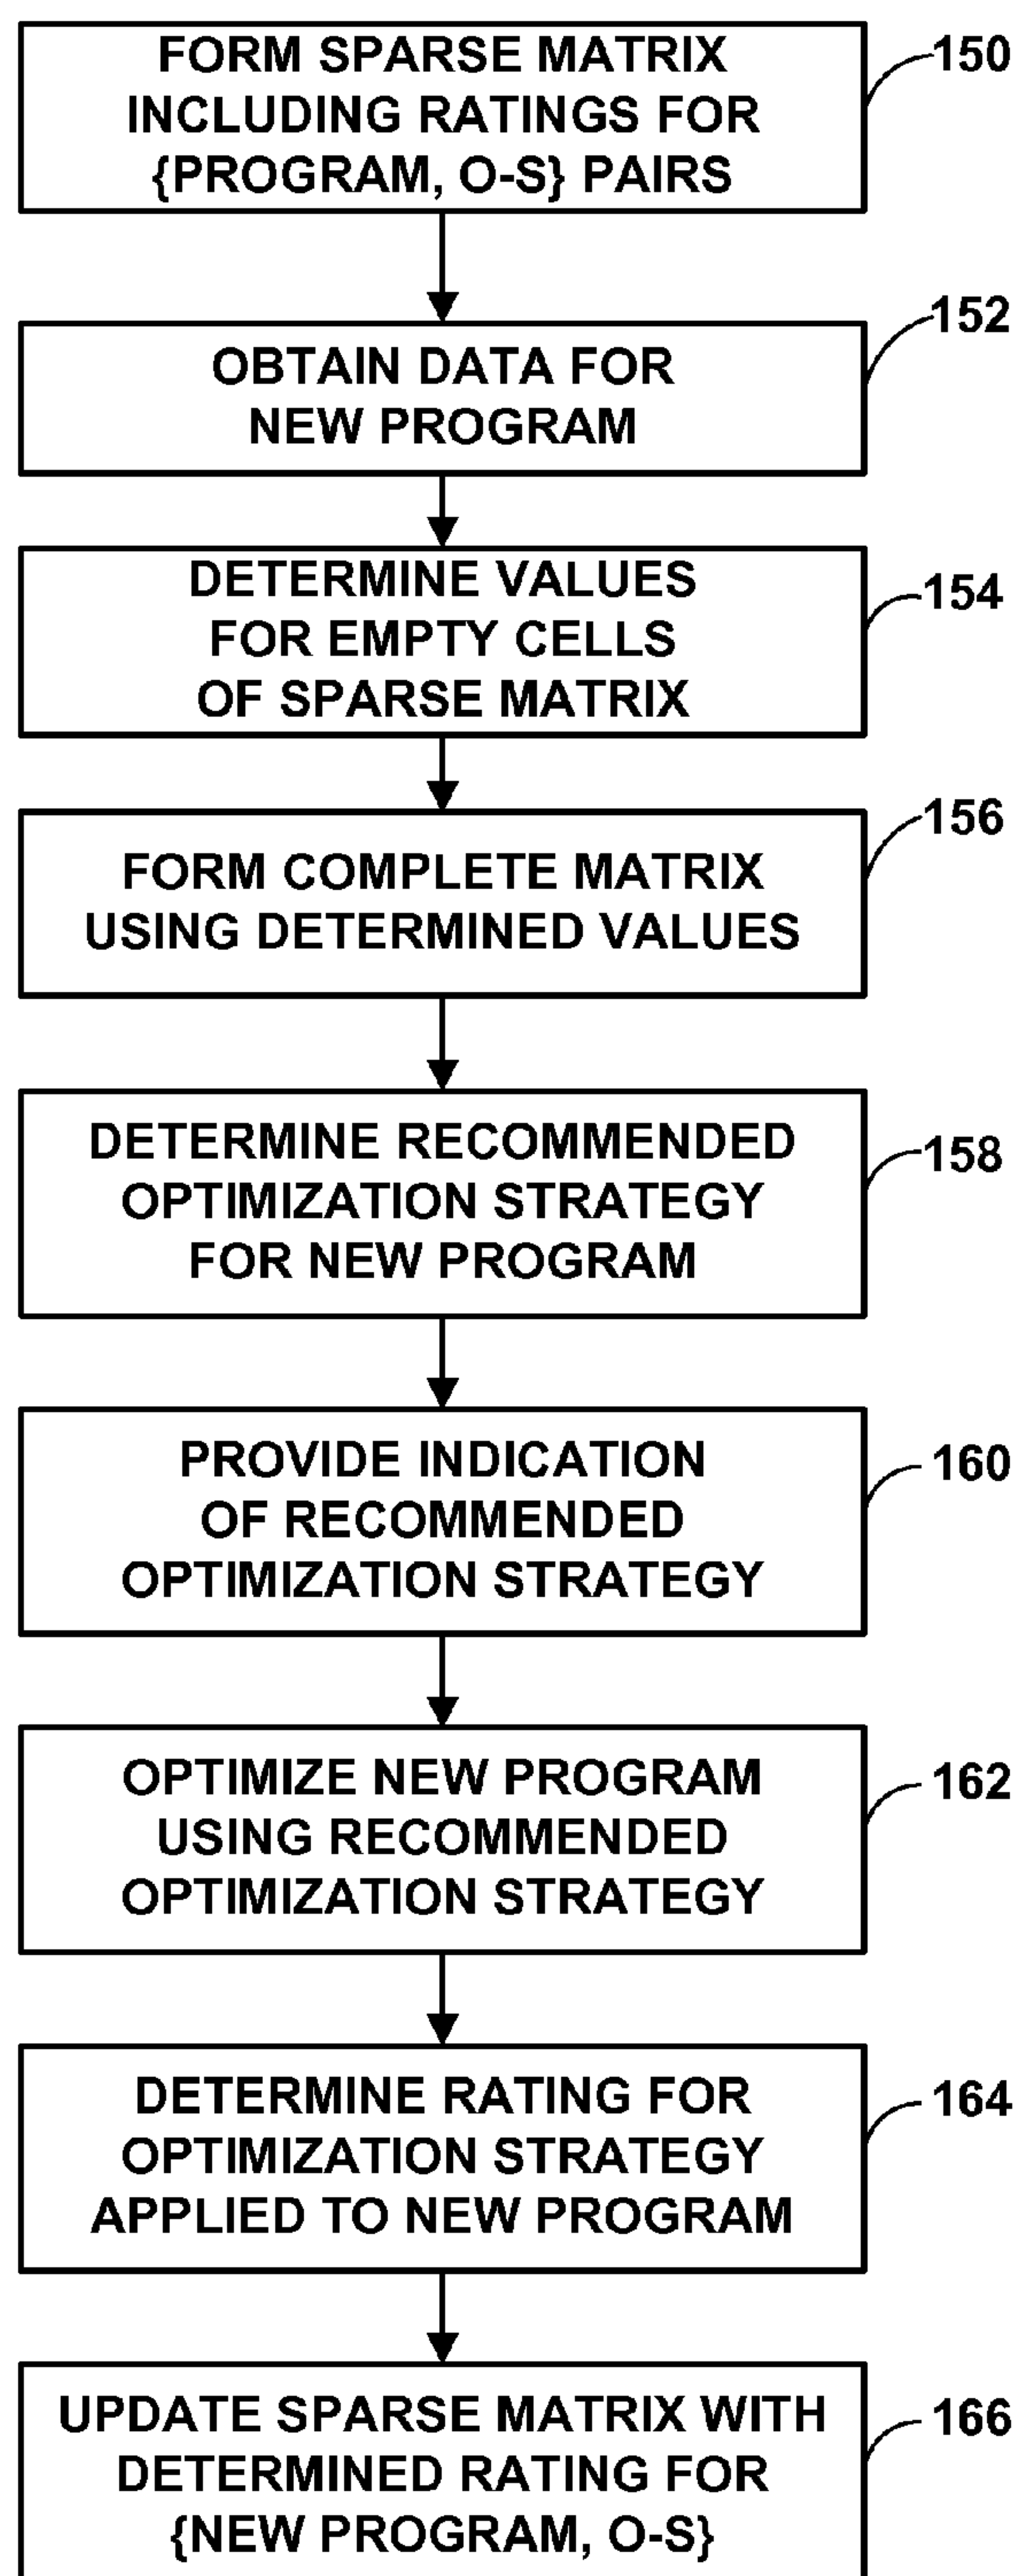 FORM SPARSE MATRIX
INCLUDING RATINGS FOR
{PROGRAM, O-S} PAIRS
150
OBTAIN DATA FOR
NEW PROGRAM
152
DETERMINE VALUES
FOR EMPTY CELLS
OF SPARSE MATRIX
154
FORM COMPLETE MATRIX
USING DETERMINED VALUES
156
DETERMINE RECOMMENDED
OPTIMIZATION STRATEGY
FOR NEW PROGRAM
158
PROVIDE INDICATION
OF RECOMMENDED
OPTIMIZATION STRATEGY
160
OPTIMIZE NEW PROGRAM
USING RECOMMENDED
OPTIMIZATION STRATEGY
162
DETERMINE RATING FOR
OPTIMIZATION STRATEGY
APPLIED TO NEW PROGRAM
164
UPDATE SPARSE MATRIX WITH
DETERMINED RATING FOR
{NEW PROGRAM, O-S}
166